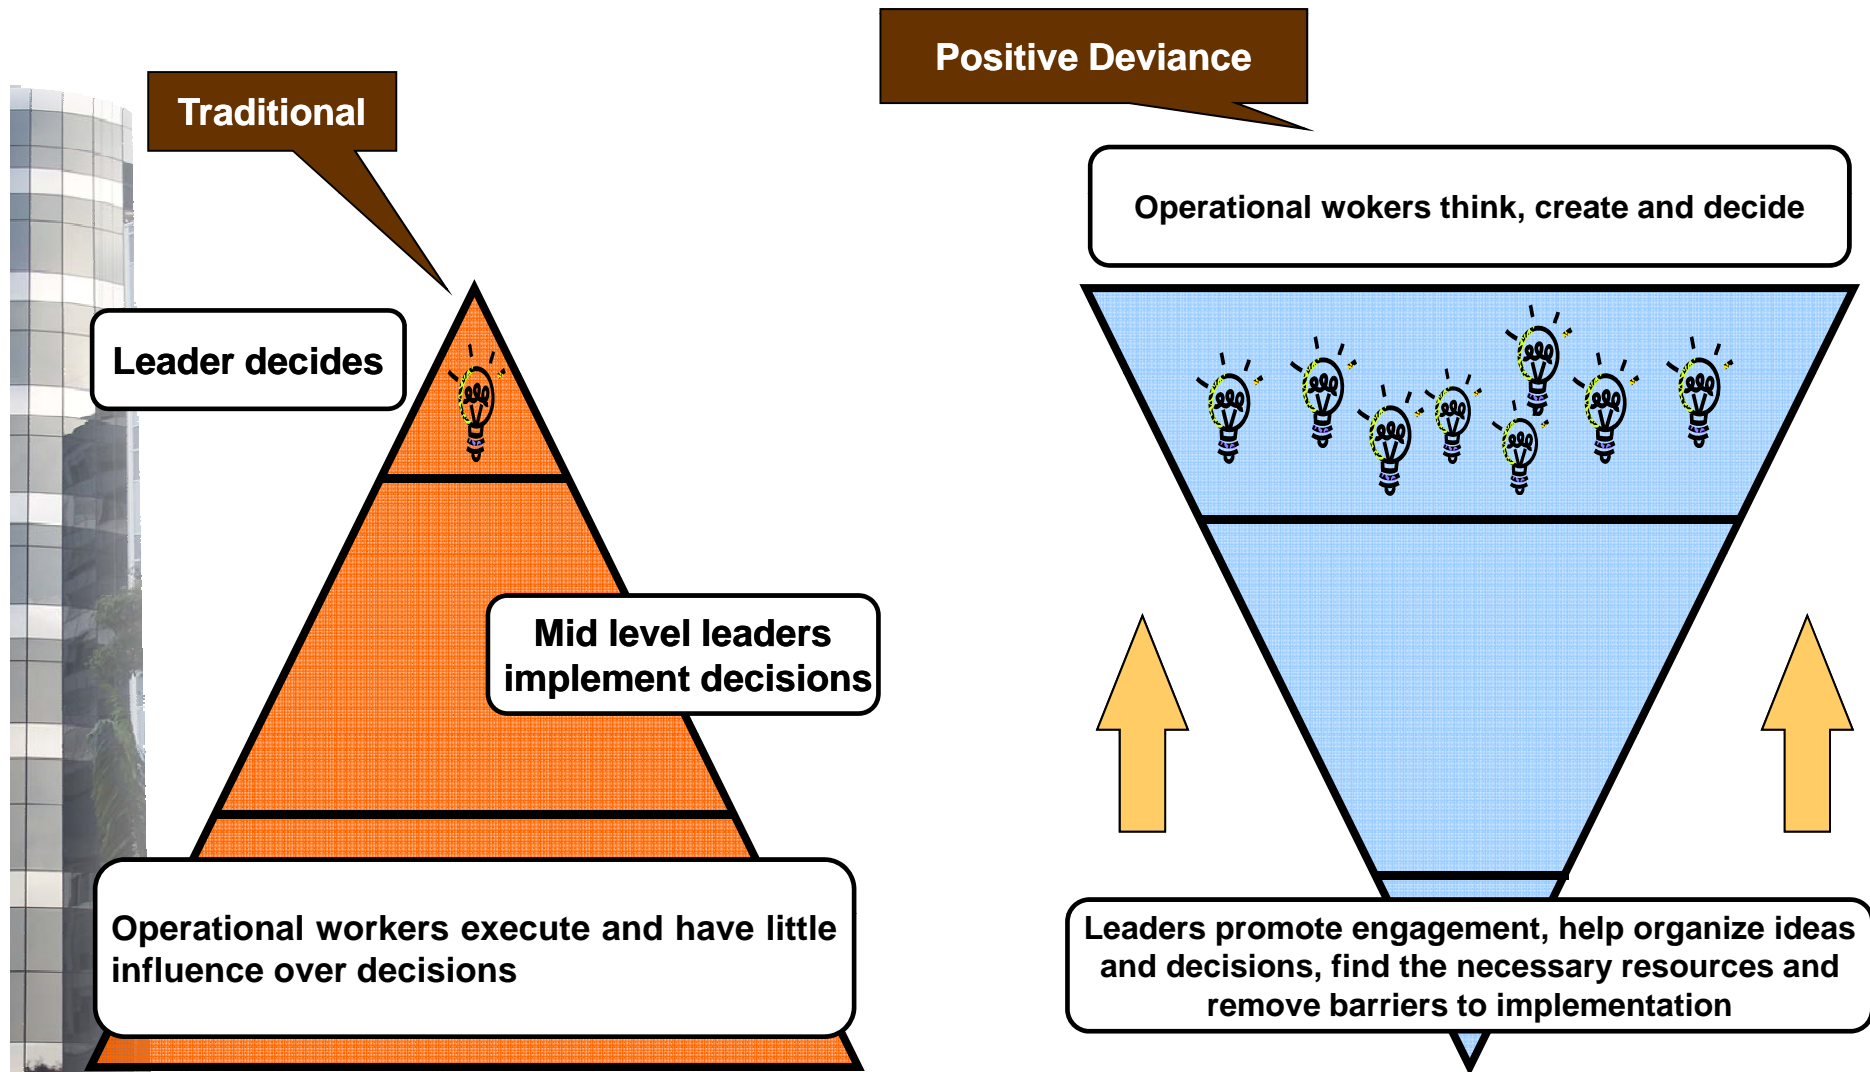 Traditional
Leader decides
Mid level leaders
implement decisions
Operational workers execute and have little
influence over decisions
Positive Deviance
Operational wokers think, create and decide
Leaders promote engagement, help organize ideas
and decisions, find the necessary resources and
remove barriers to implementation